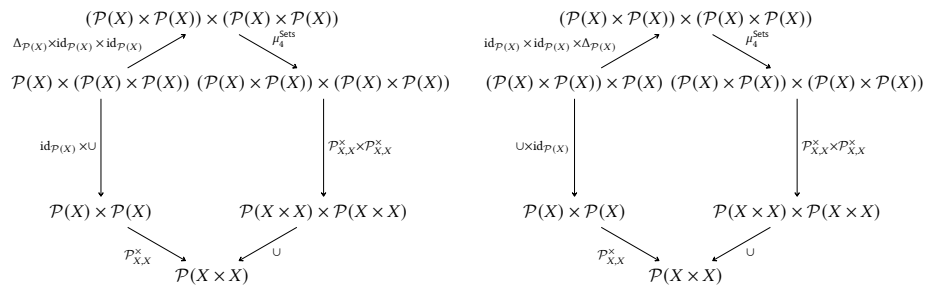 (𝒫(X) × 𝒫(X)) × (𝒫(X) × 𝒫(X))
Δ_{𝒫(X)}×id_{𝒫(X)} × id_{𝒫(X)}
μ_4^{Sets}
𝒫(X) × (𝒫(X) × 𝒫(X))
(𝒫(X) × 𝒫(X)) × (𝒫(X) × 𝒫(X))
id_{𝒫(X)} ×∪
𝒫^×_{X,X}×𝒫^×_{X,X}
𝒫(X) × 𝒫(X)
𝒫(X × X) × 𝒫(X × X)
𝒫^×_{X,X}
∪
𝒫(X × X)
(𝒫(X) × 𝒫(X)) × (𝒫(X) × 𝒫(X))
id_{𝒫(X)} × id_{𝒫(X)} ×Δ_{𝒫(X)}
μ_4^{Sets}
(𝒫(X) × 𝒫(X)) × 𝒫(X)
(𝒫(X) × 𝒫(X)) × (𝒫(X) × 𝒫(X))
∪×id_{𝒫(X)}
𝒫^×_{X,X}×𝒫^×_{X,X}
𝒫(X) × 𝒫(X)
𝒫(X × X) × 𝒫(X × X)
𝒫^×_{X,X}
∪
𝒫(X × X)